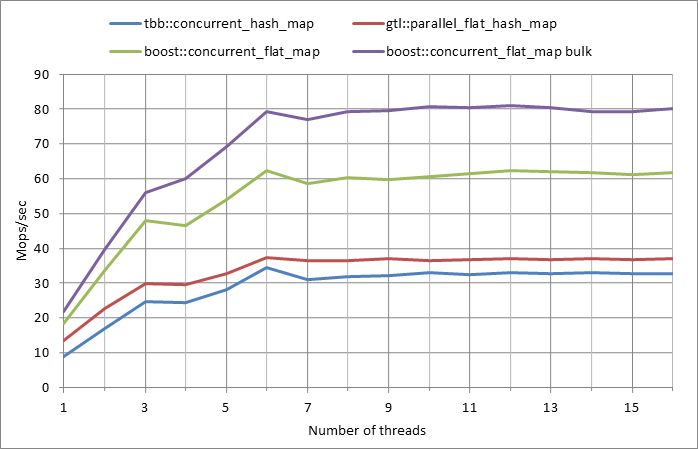 tbb::concurrent_hash_map gtl::parallel_flat_hash_map
boost::concurrent_flat_map boost::concurrent_flat_map bulk
90
80
70
60
50
40
30
20
10
0
Mops/sec
1 3 5 7 9 11 13 15
Number of threads